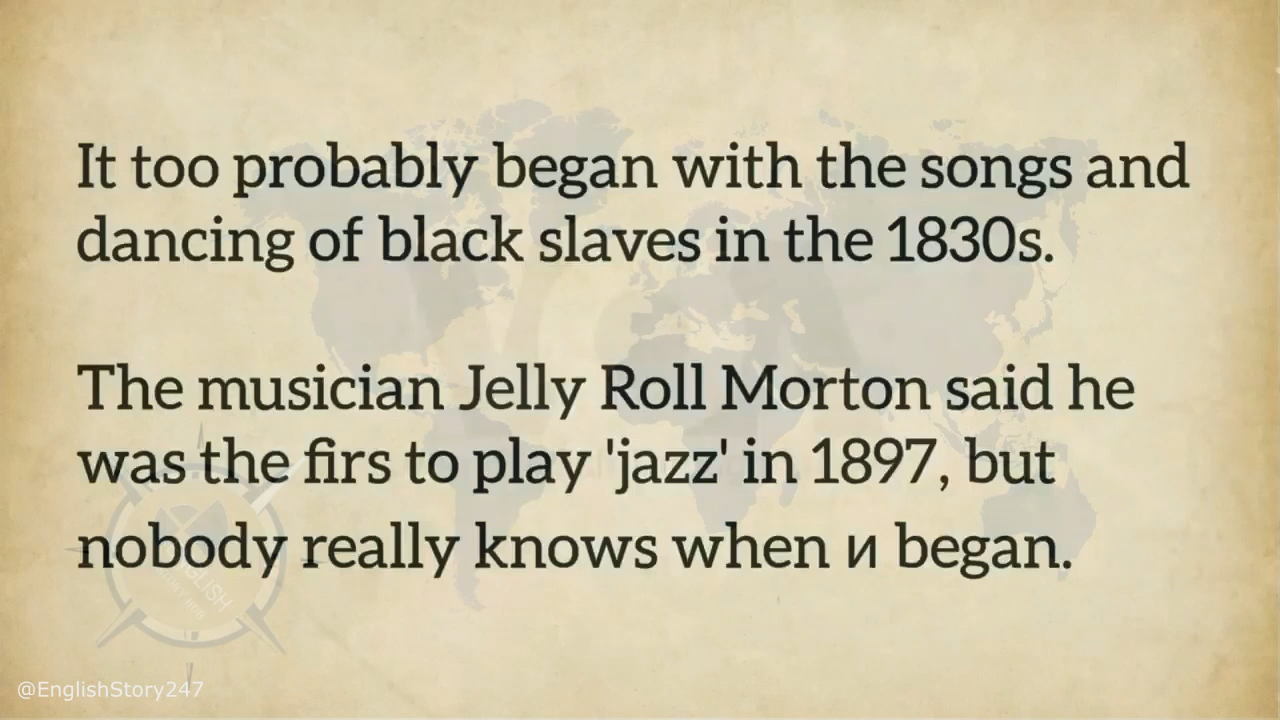 It too probably began with the songs and
dancing of black slaves in the 1830s.
The musician Jelly Roll Morton said he
was the firs to play 'jazz' in 1897, but
nobody really knows when и began.
ENGLISH
@EnglishStory247